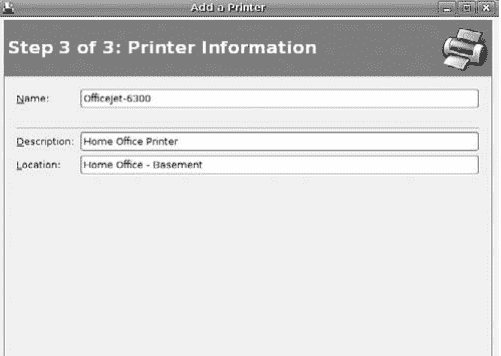 Add a Printer
Step 3 of 3: Printer Information
Name: Officejet-6300
Description: Home Office Printer
Location: Home Office - Basement